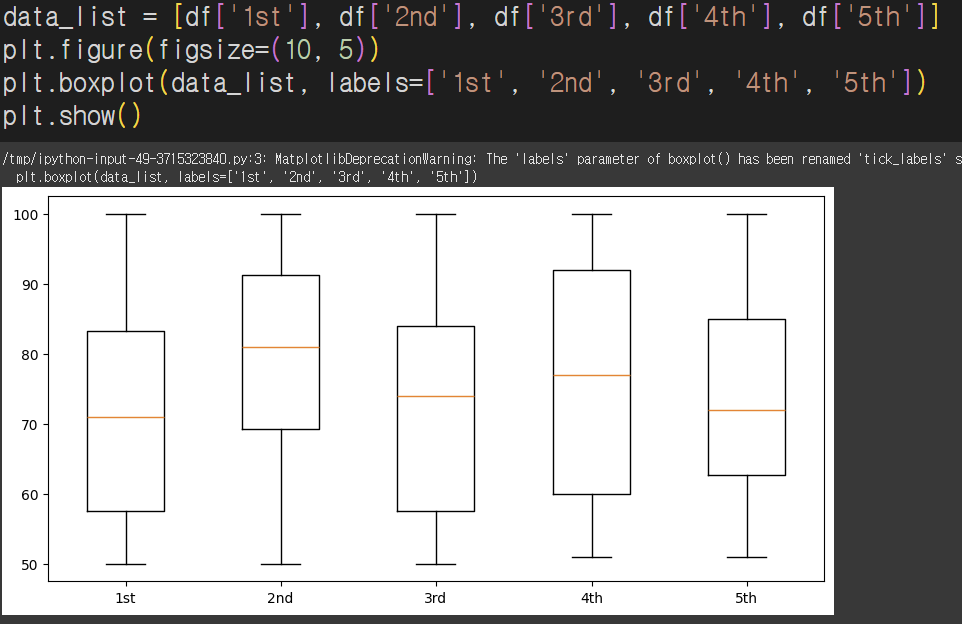 data_list = [df['1st'], df['2nd'], df['3rd'], df['4th'], df['5th']]
plt.figure(figsize=(10, 5))
plt.boxplot(data_list, labels=['1st', '2nd', '3rd', '4th', '5th'])
plt.show()
/tmp/ipython-input-49-3715323840.py:3: MatplotlibDeprecationWarning: The 'labels' parameter of boxplot() has been renamed 'tick_labels' s
plt.boxplot(data_list, labels=['1st', '2nd', '3rd', '4th', '5th'])
100
90
80
70
60
50
1st 2nd 3rd 4th 5th